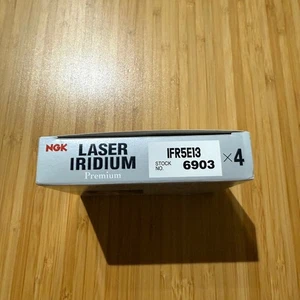 NGK
LASER
IRIDIUM
Premium
IFR5E13
STOCK
NO. 6903
×4